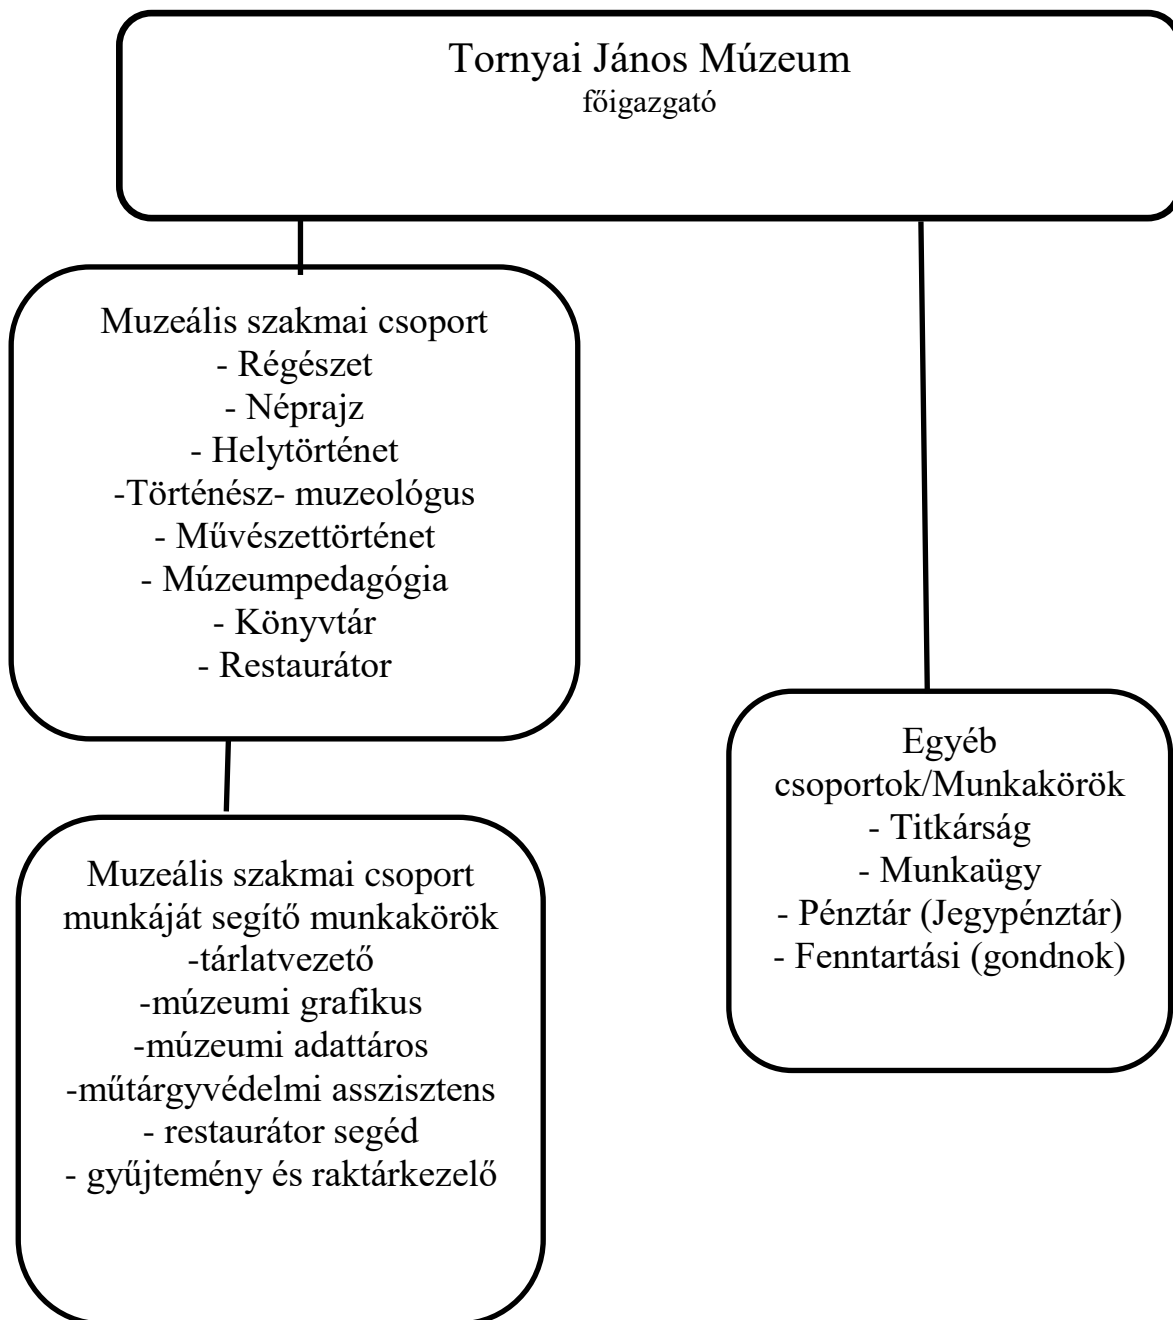 Tornyai János Múzeum
főigazgató
Muzeális szakmai csoport
- Régészet
- Néprajz
- Helytörténet
-Történész- muzeológus
- Művészettörténet
- Múzeumpedagógia
- Könyvtár
- Restaurátor
Muzeális szakmai csoport
munkáját segítő munkakörök
-tárlatvezető
-múzeumi grafikus
-múzeumi adattáros
-műtárgyvédelmi asszisztens
- restaurátor segéd
- gyűjtemény és raktárkezelő
Egyéb
csoportok/Munkakörök
- Titkárság
- Munkaügy
- Pénztár (Jegypénztár)
- Fenntartási (gondnok)